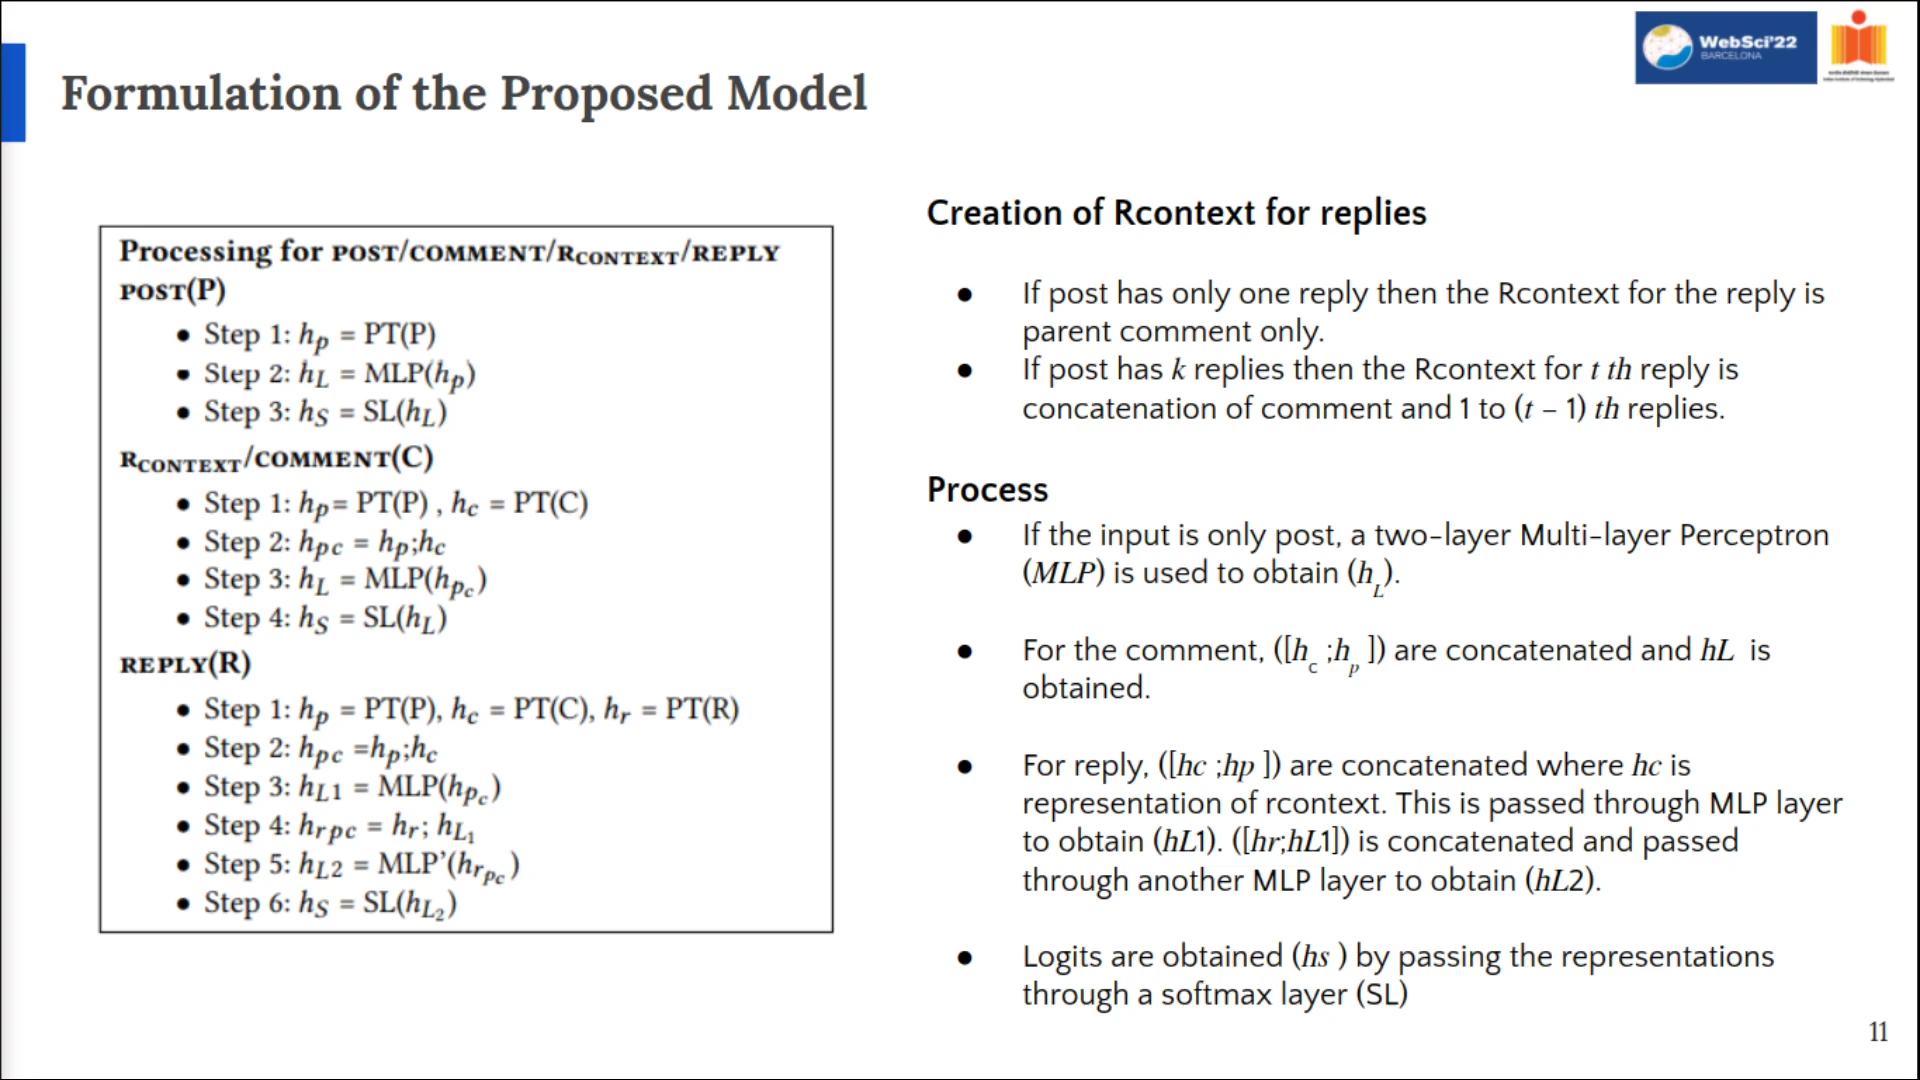 WebSci'22
BARCELONA
Formulation of the Proposed Model
Processing for POST/COMMENT/RCONTEXT/REPLY
POST(P)
● Step 1: hp = PT(P)
● Step 2: hL = MLP(hp)
● Step 3: hS = SL(hL)
RCONTEXT/COMMENT(C)
● Step 1: hp= PT(P) , hc = PT(C)
● Step 2: hpc = hp;hc
● Step 3: hL = MLP(hpc)
● Step 4: hS = SL(hL)
REPLY(R)
● Step 1: hp = PT(P), hc = PT(C), hr = PT(R)
● Step 2: hpc =hp;hc
● Step 3: hL1 = MLP(hpc)
● Step 4: hrpc = hr; hL1
● Step 5: hL2 = MLP'(hrpc)
● Step 6: hS = SL(hL2)
Creation of Rcontext for replies
● If post has only one reply then the Rcontext for the reply is
parent comment only.
● If post has k replies then the Rcontext for t th reply is
concatenation of comment and 1 to (t – 1) th replies.
Process
● If the input is only post, a two-layer Multi-layer Perceptron
(MLP) is used to obtain (hL).
● For the comment, ([hc ;hp ]) are concatenated and hL is
obtained.
● For reply, ([hc ;hp ]) are concatenated where hc is
representation of rcontext. This is passed through MLP layer
to obtain (hL1). ([hr;hL1]) is concatenated and passed
through another MLP layer to obtain (hL2).
● Logits are obtained (hs ) by passing the representations
through a softmax layer (SL)
11